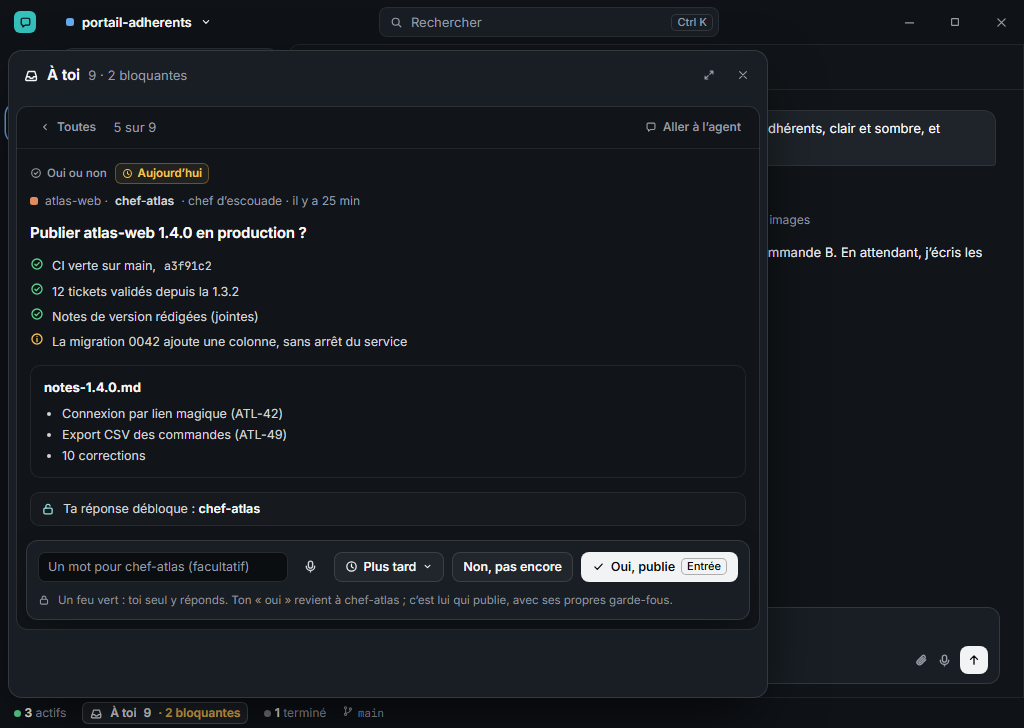 portail-adherents
Rechercher
Ctrl K
À toi 9 · 2 bloquantes
Toutes 5 sur 9
Aller à l'agent
dhérents, clair et sombre, et
Oui ou non Aujourd'hui
atlas-web · chef-atlas · chef d'escouade · il y a 25 min
images
Publier atlas-web 1.4.0 en production ?
mmande B. En attendant, j'écris les
CI verte sur main, a3f91c2
12 tickets validés depuis la 1.3.2
Notes de version rédigées (jointes)
La migration 0042 ajoute une colonne, sans arrêt du service
notes-1.4.0.md
• Connexion par lien magique (ATL-42)
• Export CSV des commandes (ATL-49)
• 10 corrections
Ta réponse débloque : chef-atlas
Un mot pour chef-atlas (facultatif)
Plus tard
Non, pas encore
Oui, publie Entrée
Un feu vert : toi seul y réponds. Ton « oui » revient à chef-atlas ; c'est lui qui publie, avec ses propres garde-fous.
3 actifs
À toi 9 · 2 bloquantes
1 terminé
main